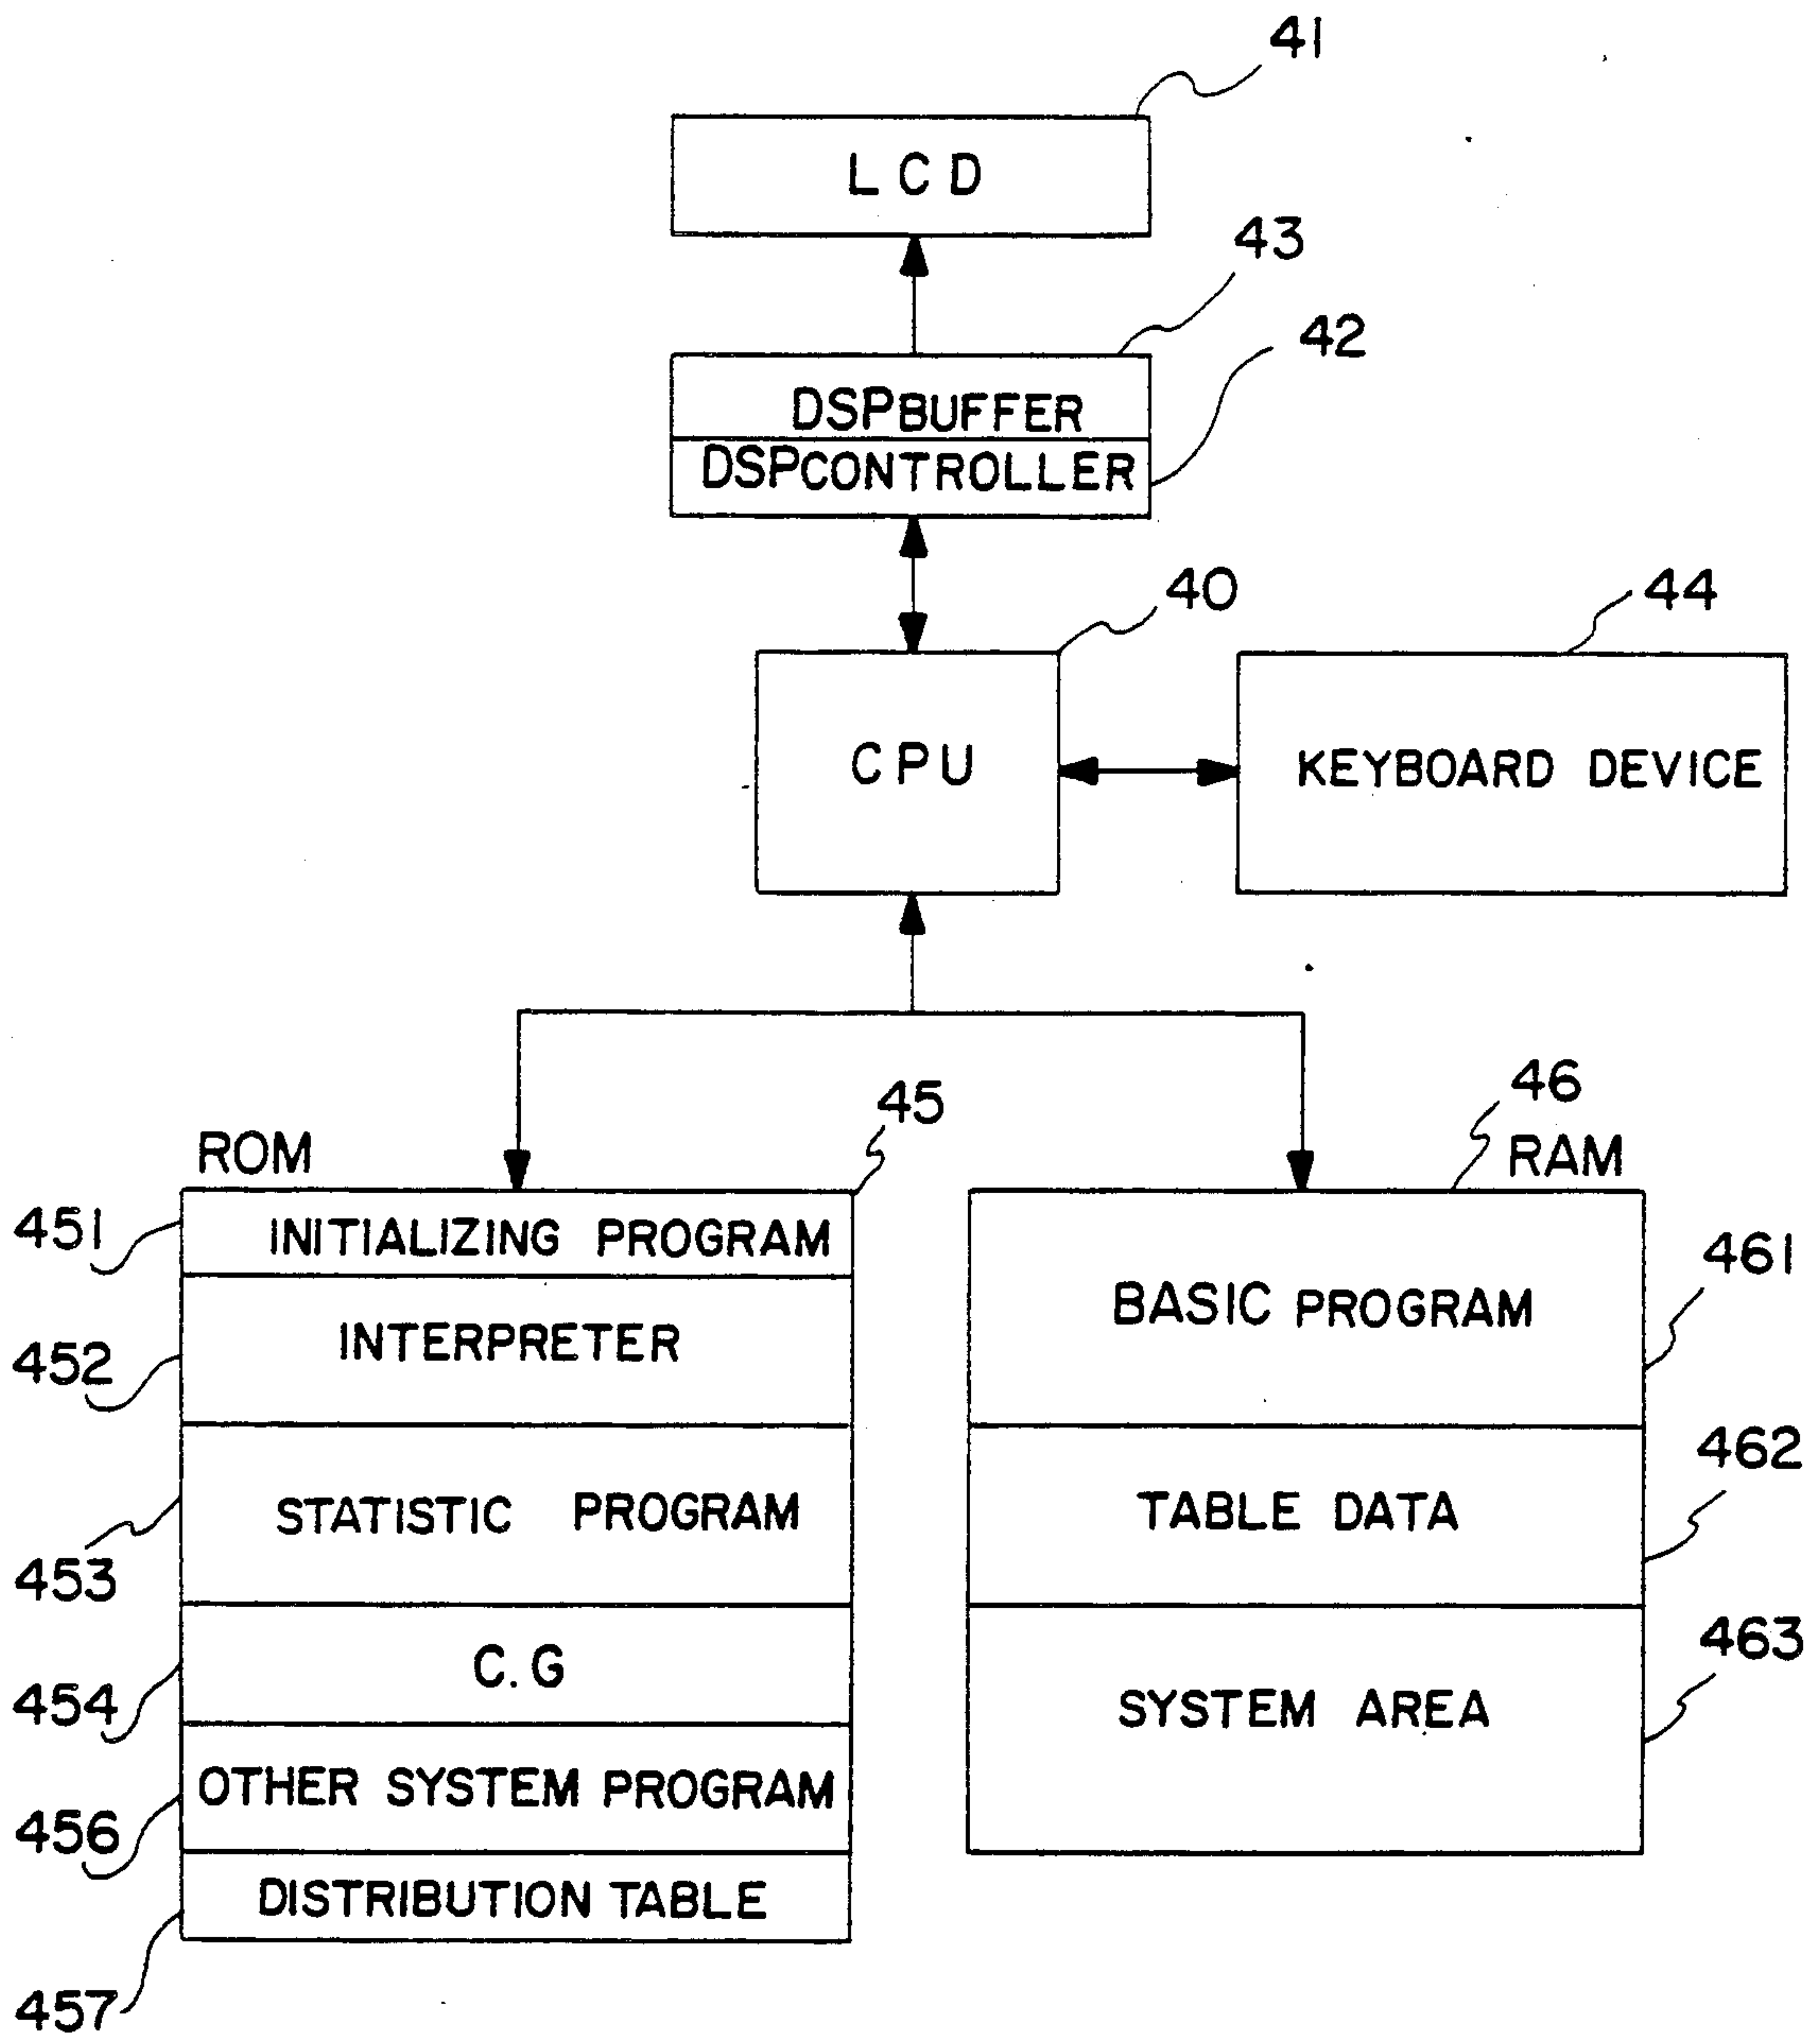 41
LCD
43
42
DSPBUFFER
DSPCONTROLLER
40
44
CPU
KEYBOARD DEVICE
45
46
ROM
RAM
451
INITIALIZING PROGRAM
452
INTERPRETER
453
STATISTIC PROGRAM
454
C.G
456
OTHER SYSTEM PROGRAM
457
DISTRIBUTION TABLE
BASIC PROGRAM
461
TABLE DATA
462
SYSTEM AREA
463